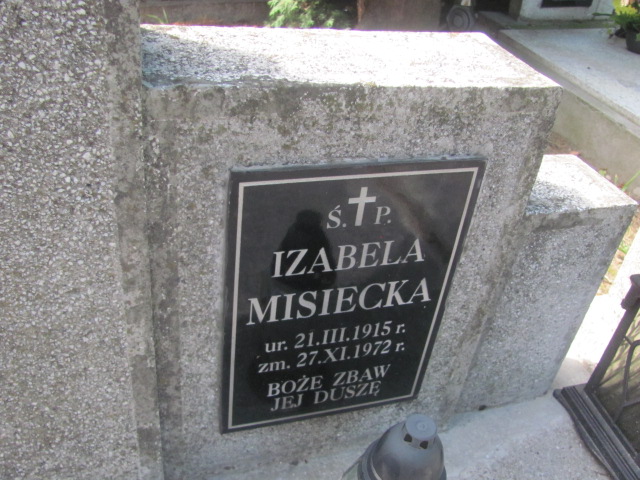 Ś. P.
IZABELA
MISIECKA
ur. 21.III.1915 r.
zm. 27.XI.1972 r.
BOŻE ZBAW
JEJ DUSZĘ